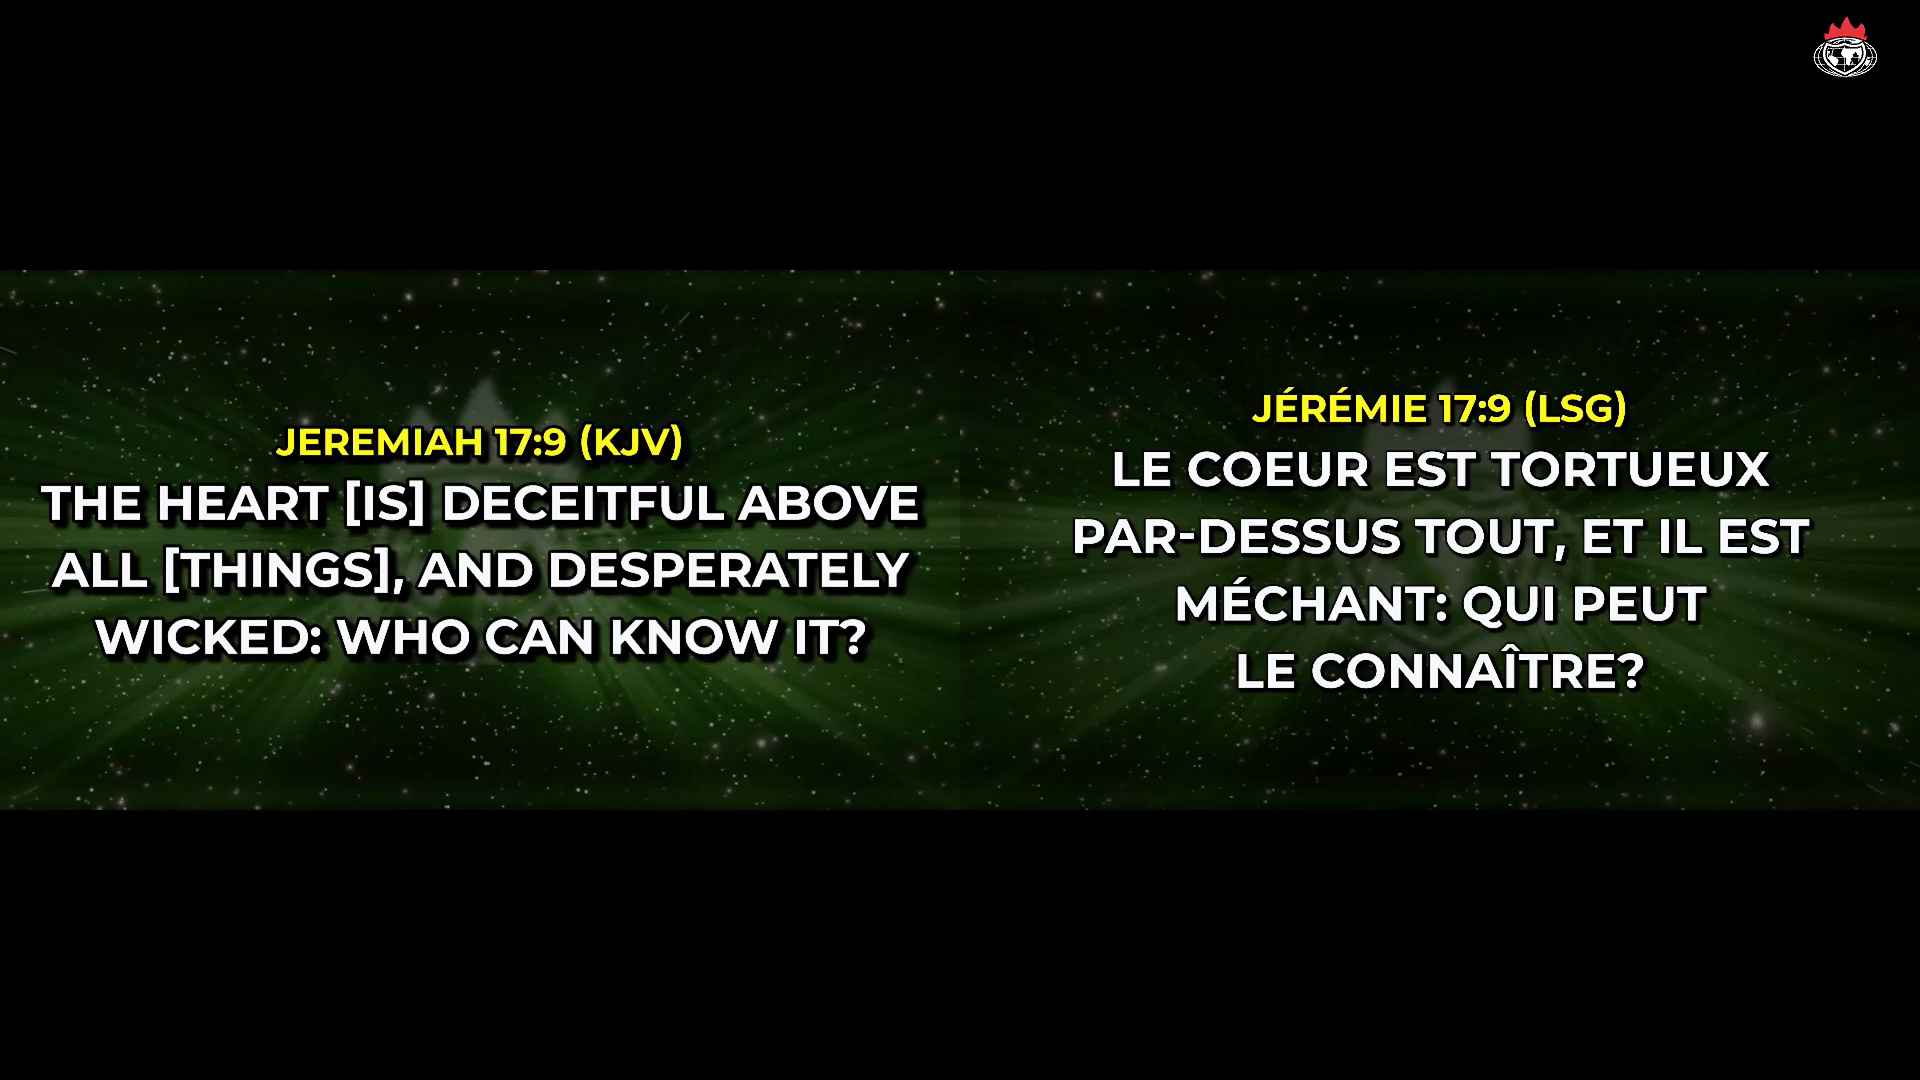 JEREMIAH 17:9 (KJV)
THE HEART [IS] DECEITFUL ABOVE
ALL [THINGS], AND DESPERATELY
WICKED: WHO CAN KNOW IT?
JÉRÉMIE 17:9 (LSG)
LE COEUR EST TORTUEUX
PAR-DESSUS TOUT, ET IL EST
MÉCHANT: QUI PEUT
LE CONNAÎTRE?